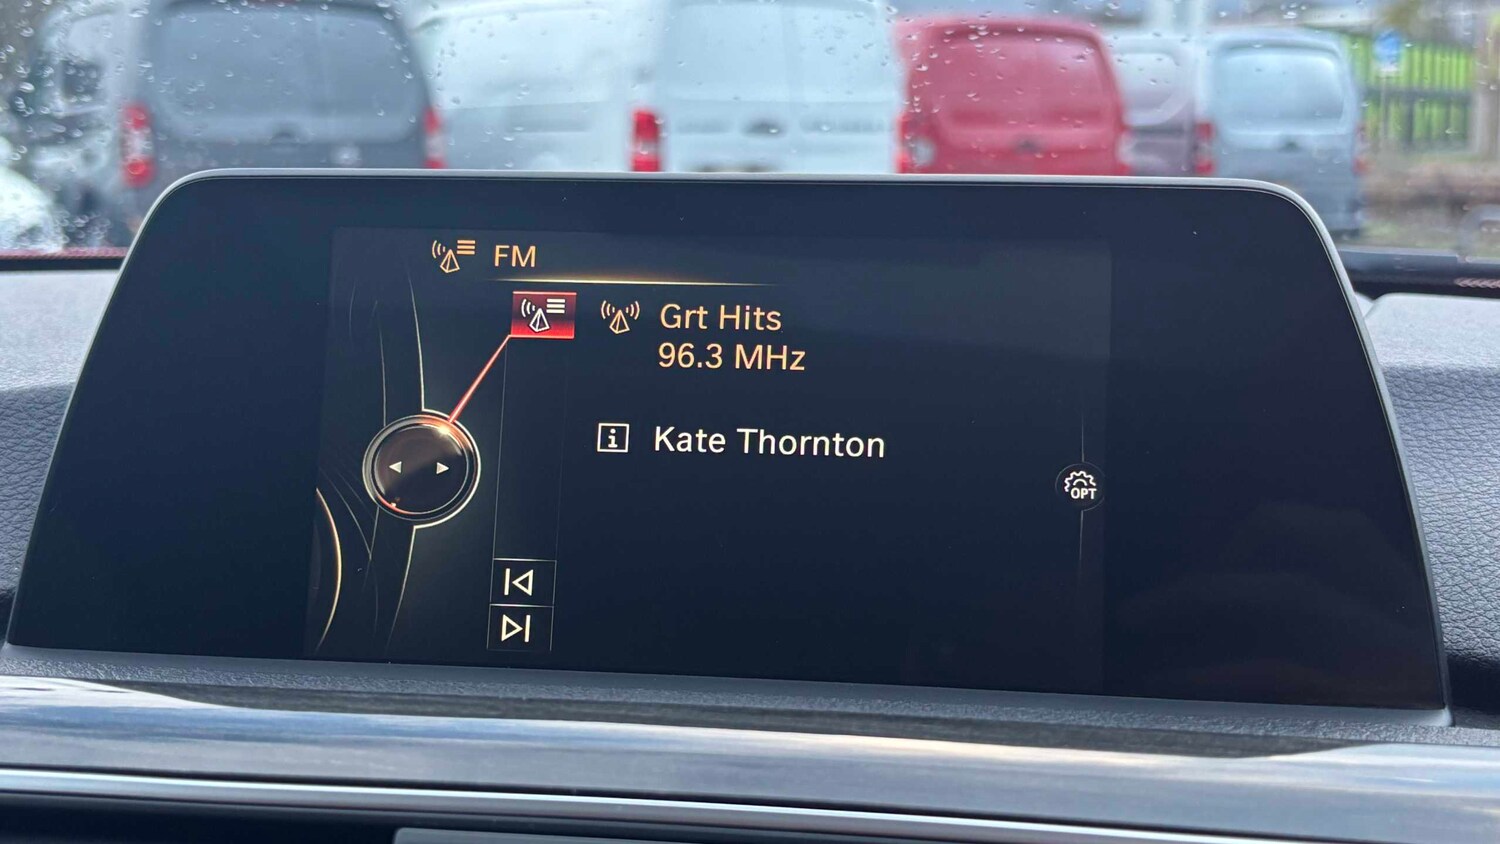 FM
Grt Hits
96.3 MHz
Kate Thornton
OPT